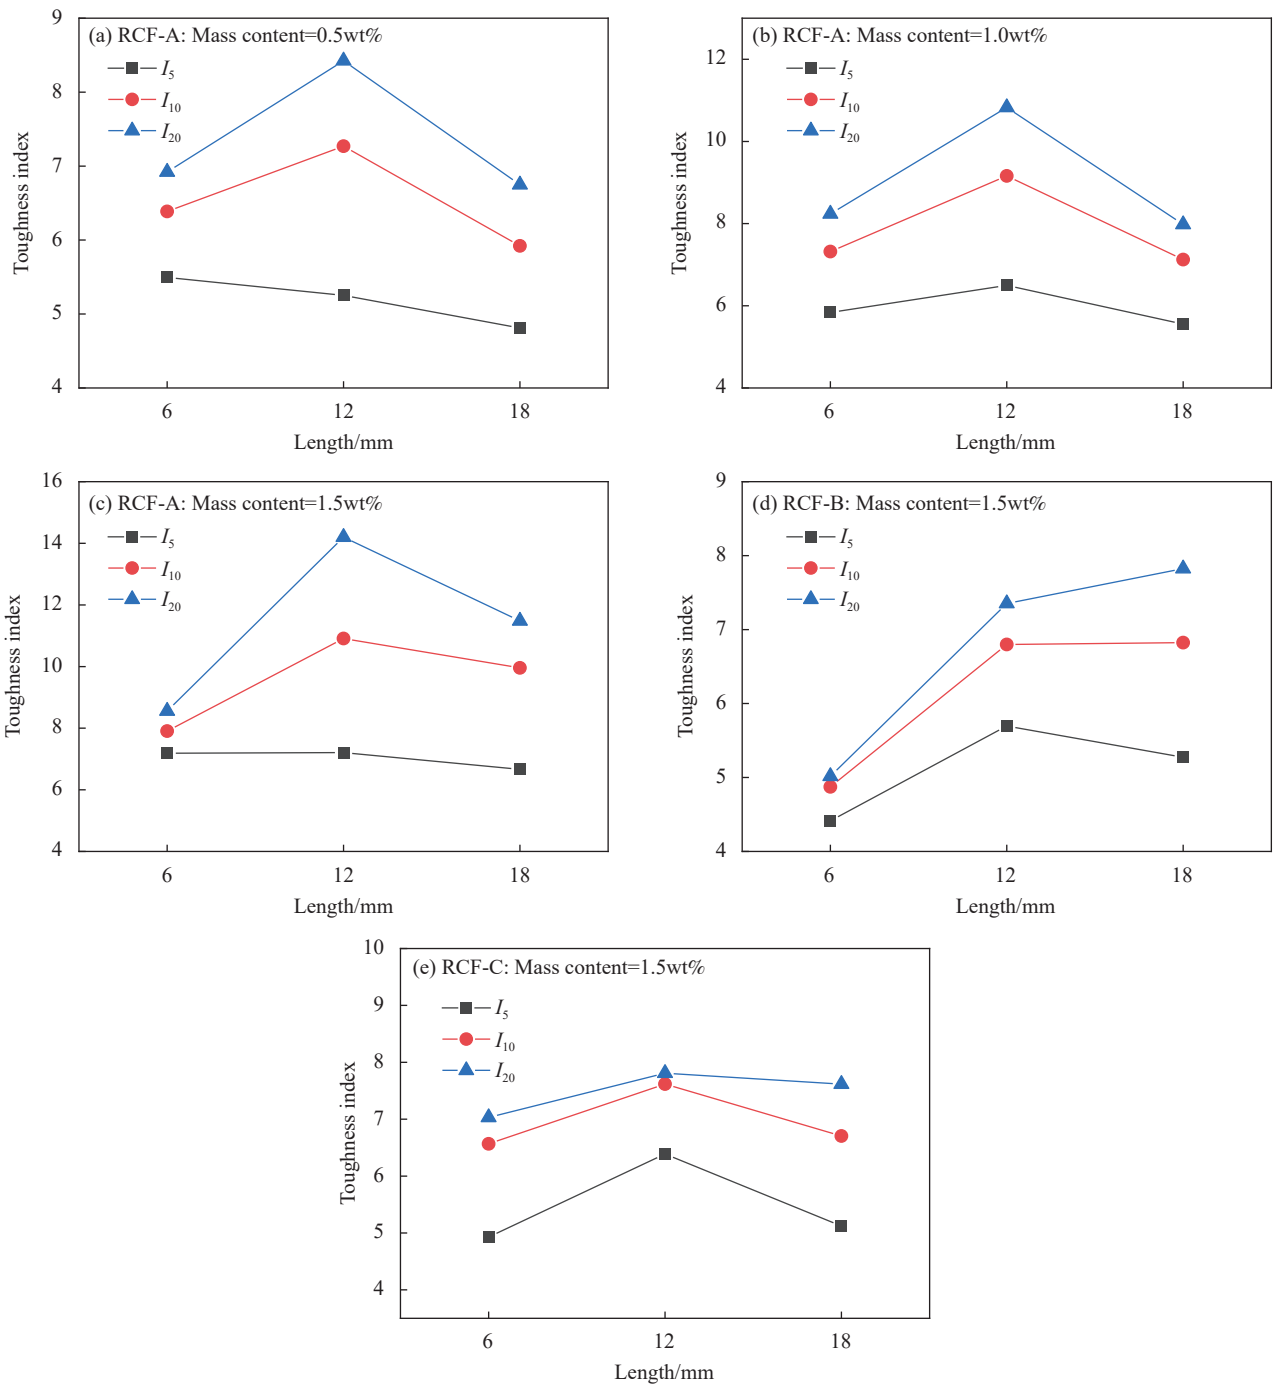 (a) RCF-A: Mass content=0.5wt%
I5
I10
I20
Toughness index
9
8
7
6
5
4
6 12 18
Length/mm
(b) RCF-A: Mass content=1.0wt%
I5
I10
I20
Toughness index
12
10
8
6
4
6 12 18
Length/mm
(c) RCF-A: Mass content=1.5wt%
I5
I10
I20
Toughness index
16
14
12
10
8
6
4
6 12 18
Length/mm
(d) RCF-B: Mass content=1.5wt%
I5
I10
I20
Toughness index
9
8
7
6
5
4
6 12 18
Length/mm
(e) RCF-C: Mass content=1.5wt%
I5
I10
I20
Toughness index
10
9
8
7
6
5
4
6 12 18
Length/mm